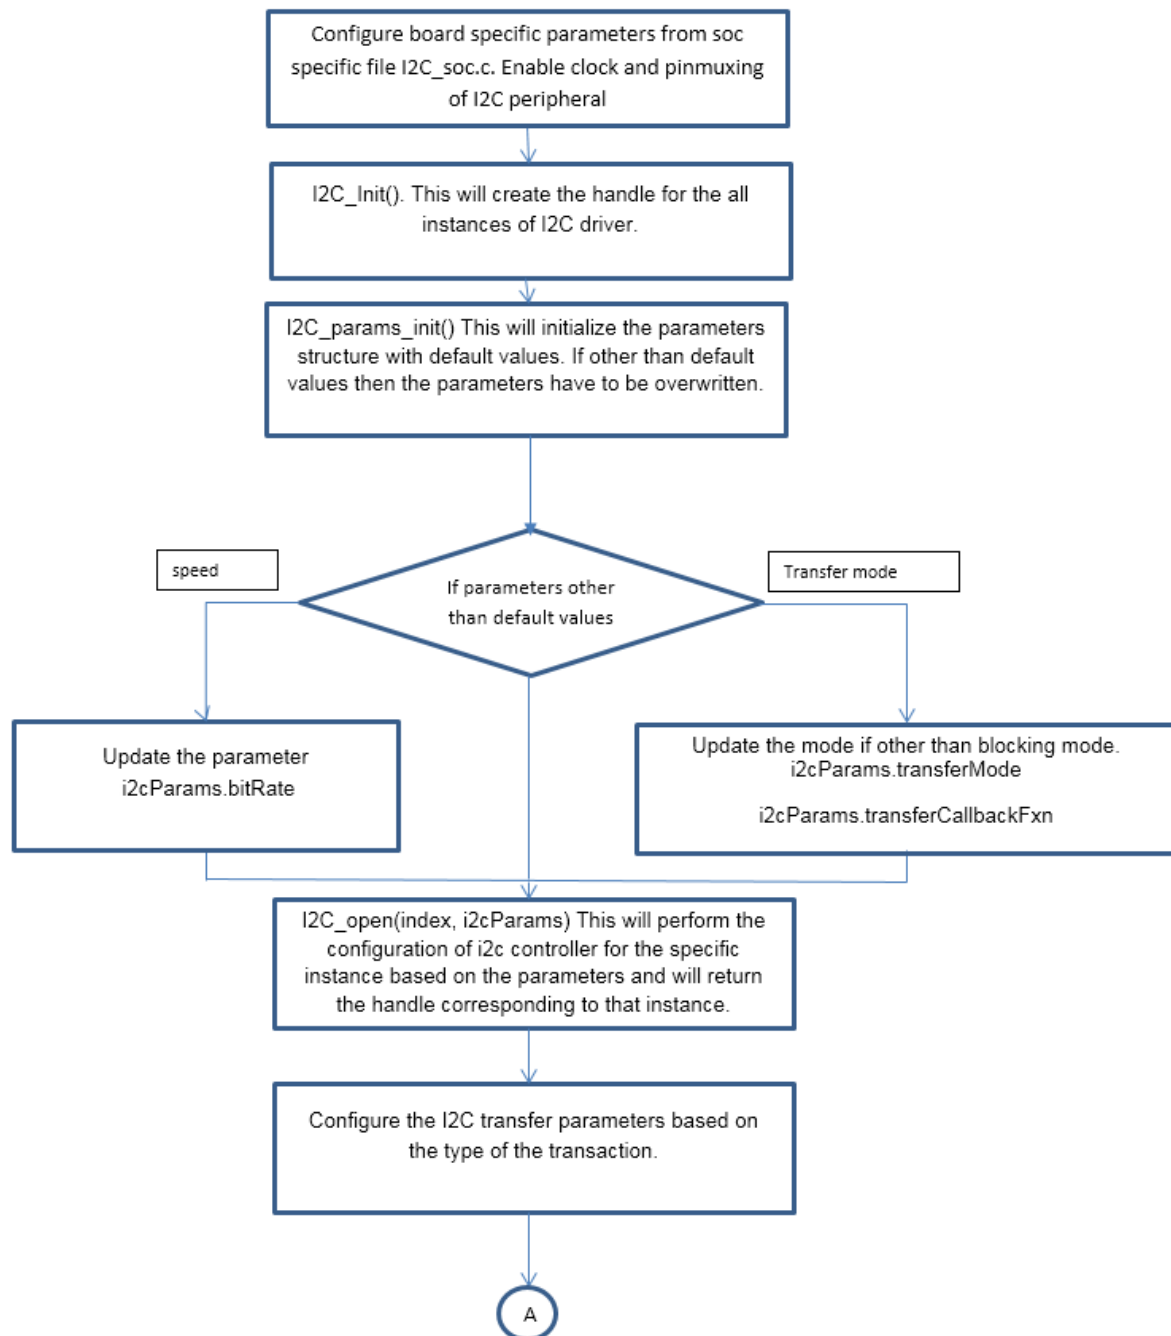 Configure board specific parameters from soc
specific file I2C_soc.c. Enable clock and pinmuxing
of I2C peripheral
I2C_Init(). This will create the handle for the all
instances of I2C driver.
I2C_params_init() This will initialize the parameters
structure with default values. If other than default
values then the parameters have to be overwritten.
speed
If parameters other
than default values
Transfer mode
Update the parameter
i2cParams.bitRate
Update the mode if other than blocking mode.
i2cParams.transferMode
i2cParams.transferCallbackFxn
I2C_open(index, i2cParams) This will perform the
configuration of i2c controller for the specific
instance based on the parameters and will return
the handle corresponding to that instance.
Configure the I2C transfer parameters based on
the type of the transaction.
A